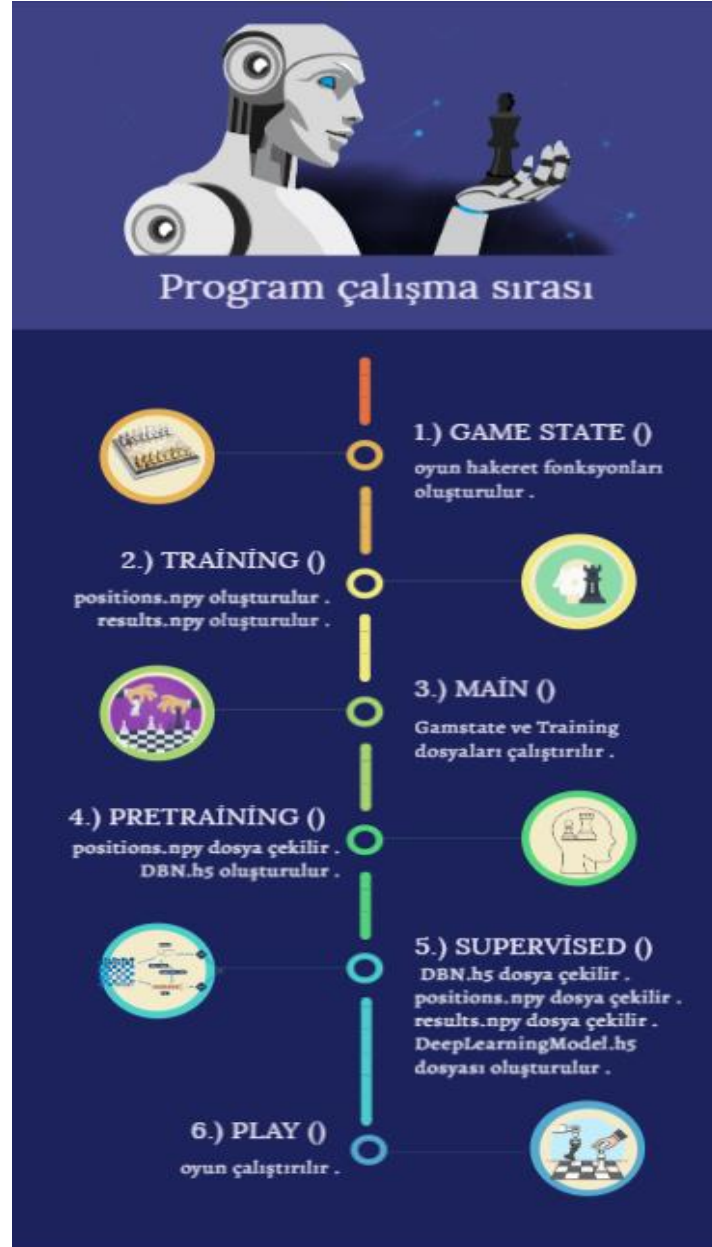 Program çalışma sırası
1.) GAME STATE ()
oyun hakeret fonksyonları
oluşturulur .
2.) TRAİNİNG ()
positions.npy oluşturulur .
results.npy oluşturulur .
3.) MAİN ()
Gamstate ve Training
dosyaları çalıştırılır .
4.) PRETRAİNİNG ()
positions.npy dosya çekilir .
DBN.h5 oluşturulur .
5.) SUPERVİSED ()
DBN.h5 dosya çekilir .
positions.npy dosya çekilir .
results.npy dosya çekilir .
DeepLearningModel.h5
dosyası oluşturulur .
6.) PLAY ()
oyun çalıştırılır .